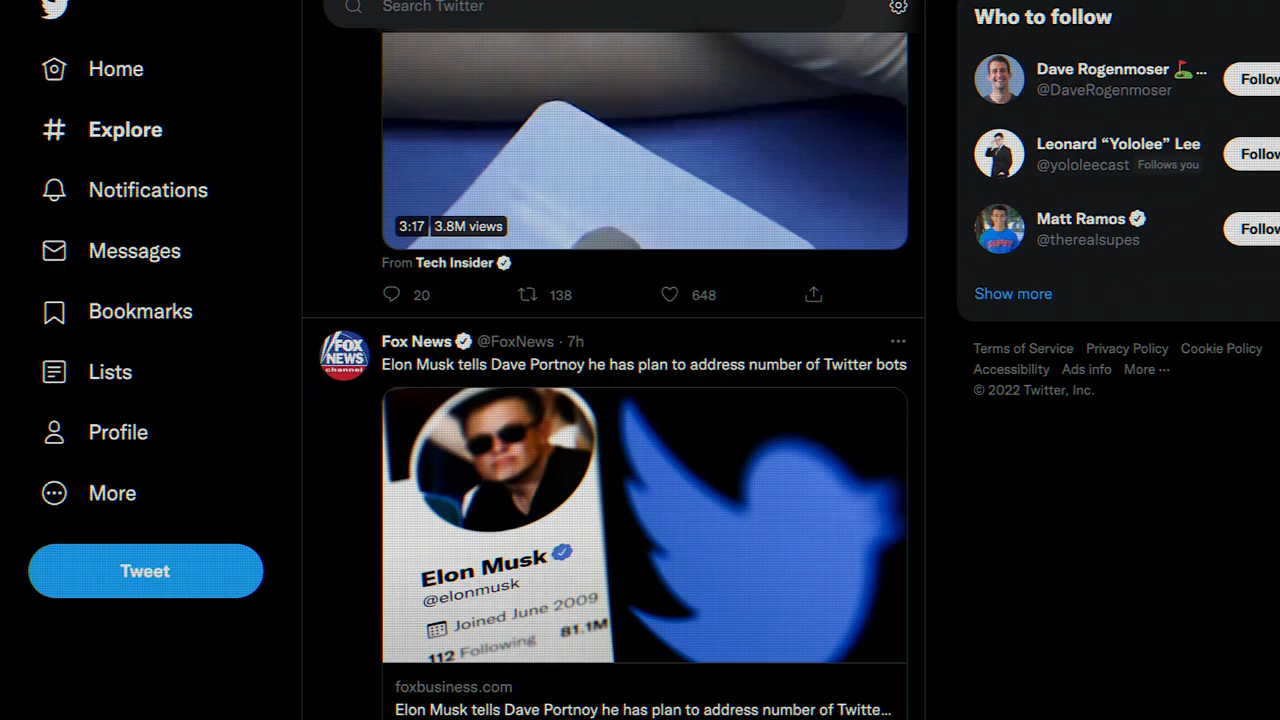 Search Twitter
Home
Explore
Notifications
Messages
Bookmarks
Lists
Profile
More
Tweet
3:17 3.8M views
From Tech Insider
20 138 648
FOX
NEWS
channel
Fox News @FoxNews · 7h
Elon Musk tells Dave Portnoy he has plan to address number of Twitter bots
Elon Musk
@elonmusk
Joined June 2009
112 Following 81.1M
foxbusiness.com
Elon Musk tells Dave Portnoy he has plan to address number of Twitte...
Who to follow
Dave Rogenmoser ...
@DaveRogenmoser
Follow
Leonard “Yololee” Lee
@yololeecast Follows you
Follow
Matt Ramos
@therealsupes
Follow
Show more
Terms of Service Privacy Policy Cookie Policy
Accessibility Ads info More ···
© 2022 Twitter, Inc.